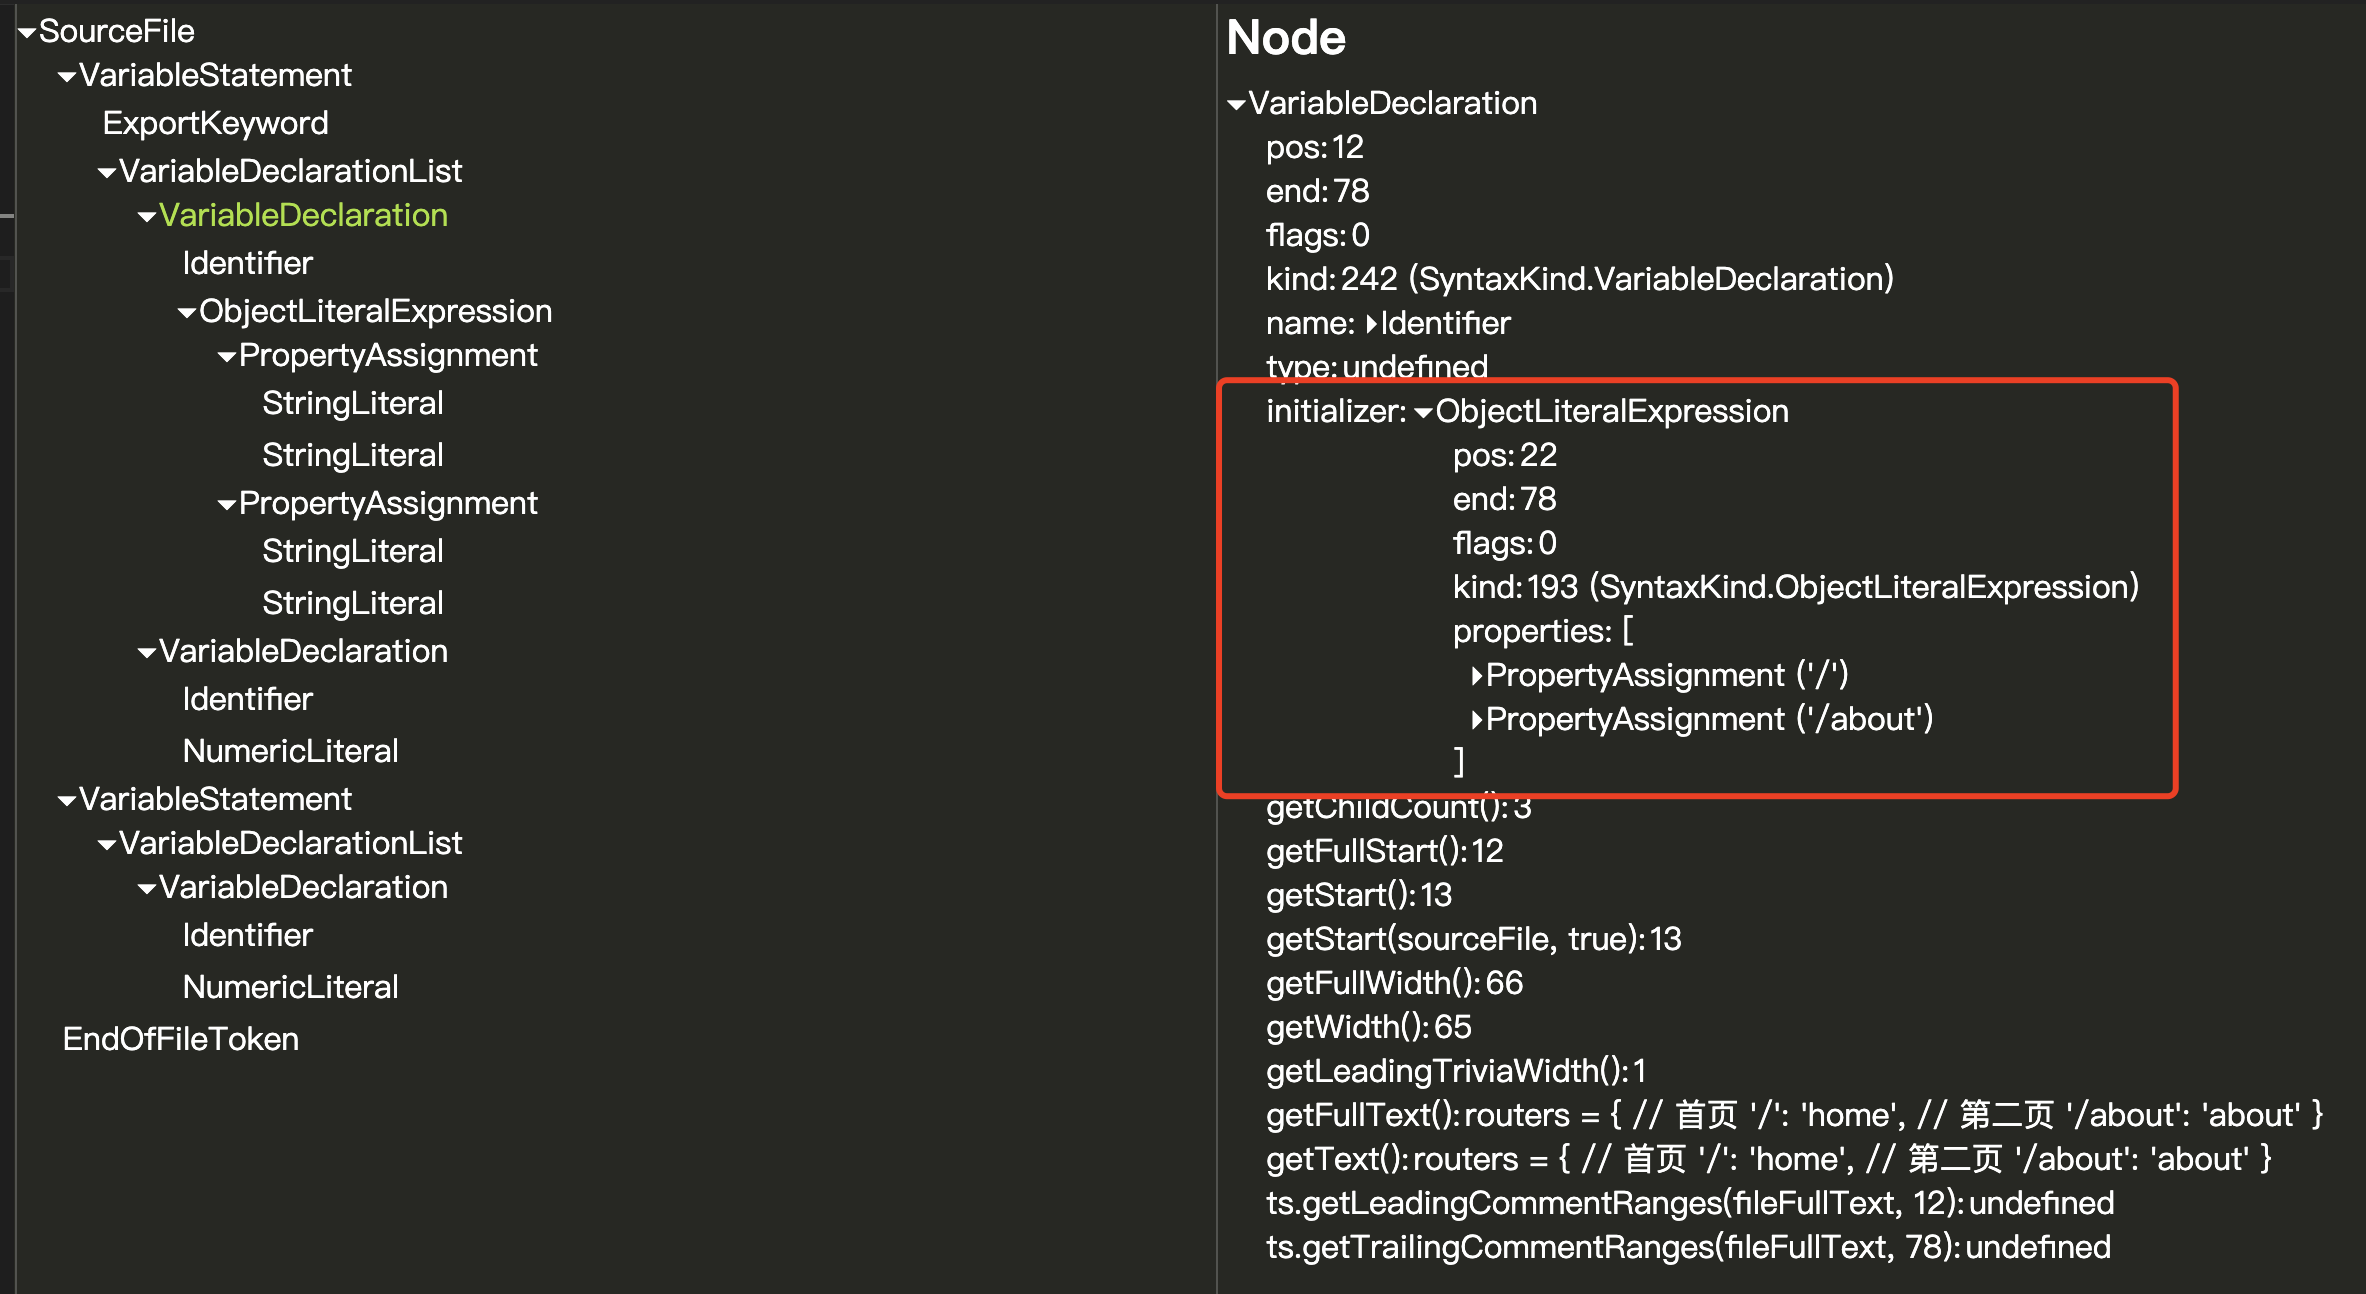 SourceFile
VariableStatement
ExportKeyword
VariableDeclarationList
VariableDeclaration
Identifier
ObjectLiteralExpression
PropertyAssignment
StringLiteral
StringLiteral
PropertyAssignment
StringLiteral
StringLiteral
VariableDeclaration
Identifier
NumericLiteral
VariableStatement
VariableDeclarationList
VariableDeclaration
Identifier
NumericLiteral
EndOfFileToken
Node
VariableDeclaration
pos: 12
end: 78
flags: 0
kind: 242 (SyntaxKind.VariableDeclaration)
name: Identifier
type: undefined
initializer: ObjectLiteralExpression
pos: 22
end: 78
flags: 0
kind: 193 (SyntaxKind.ObjectLiteralExpression)
properties: [
PropertyAssignment ('/')
PropertyAssignment ('/about')
]
getChildCount(): 3
getFullStart(): 12
getStart(): 13
getStart(sourceFile, true): 13
getFullWidth(): 66
getWidth(): 65
getLeadingTriviaWidth(): 1
getFullText(): routers = { // 首页 '/': 'home', // 第二页 '/about': 'about' }
getText(): routers = { // 首页 '/': 'home', // 第二页 '/about': 'about' }
ts.getLeadingCommentRanges(fileFullText, 12): undefined
ts.getTrailingCommentRanges(fileFullText, 78): undefined